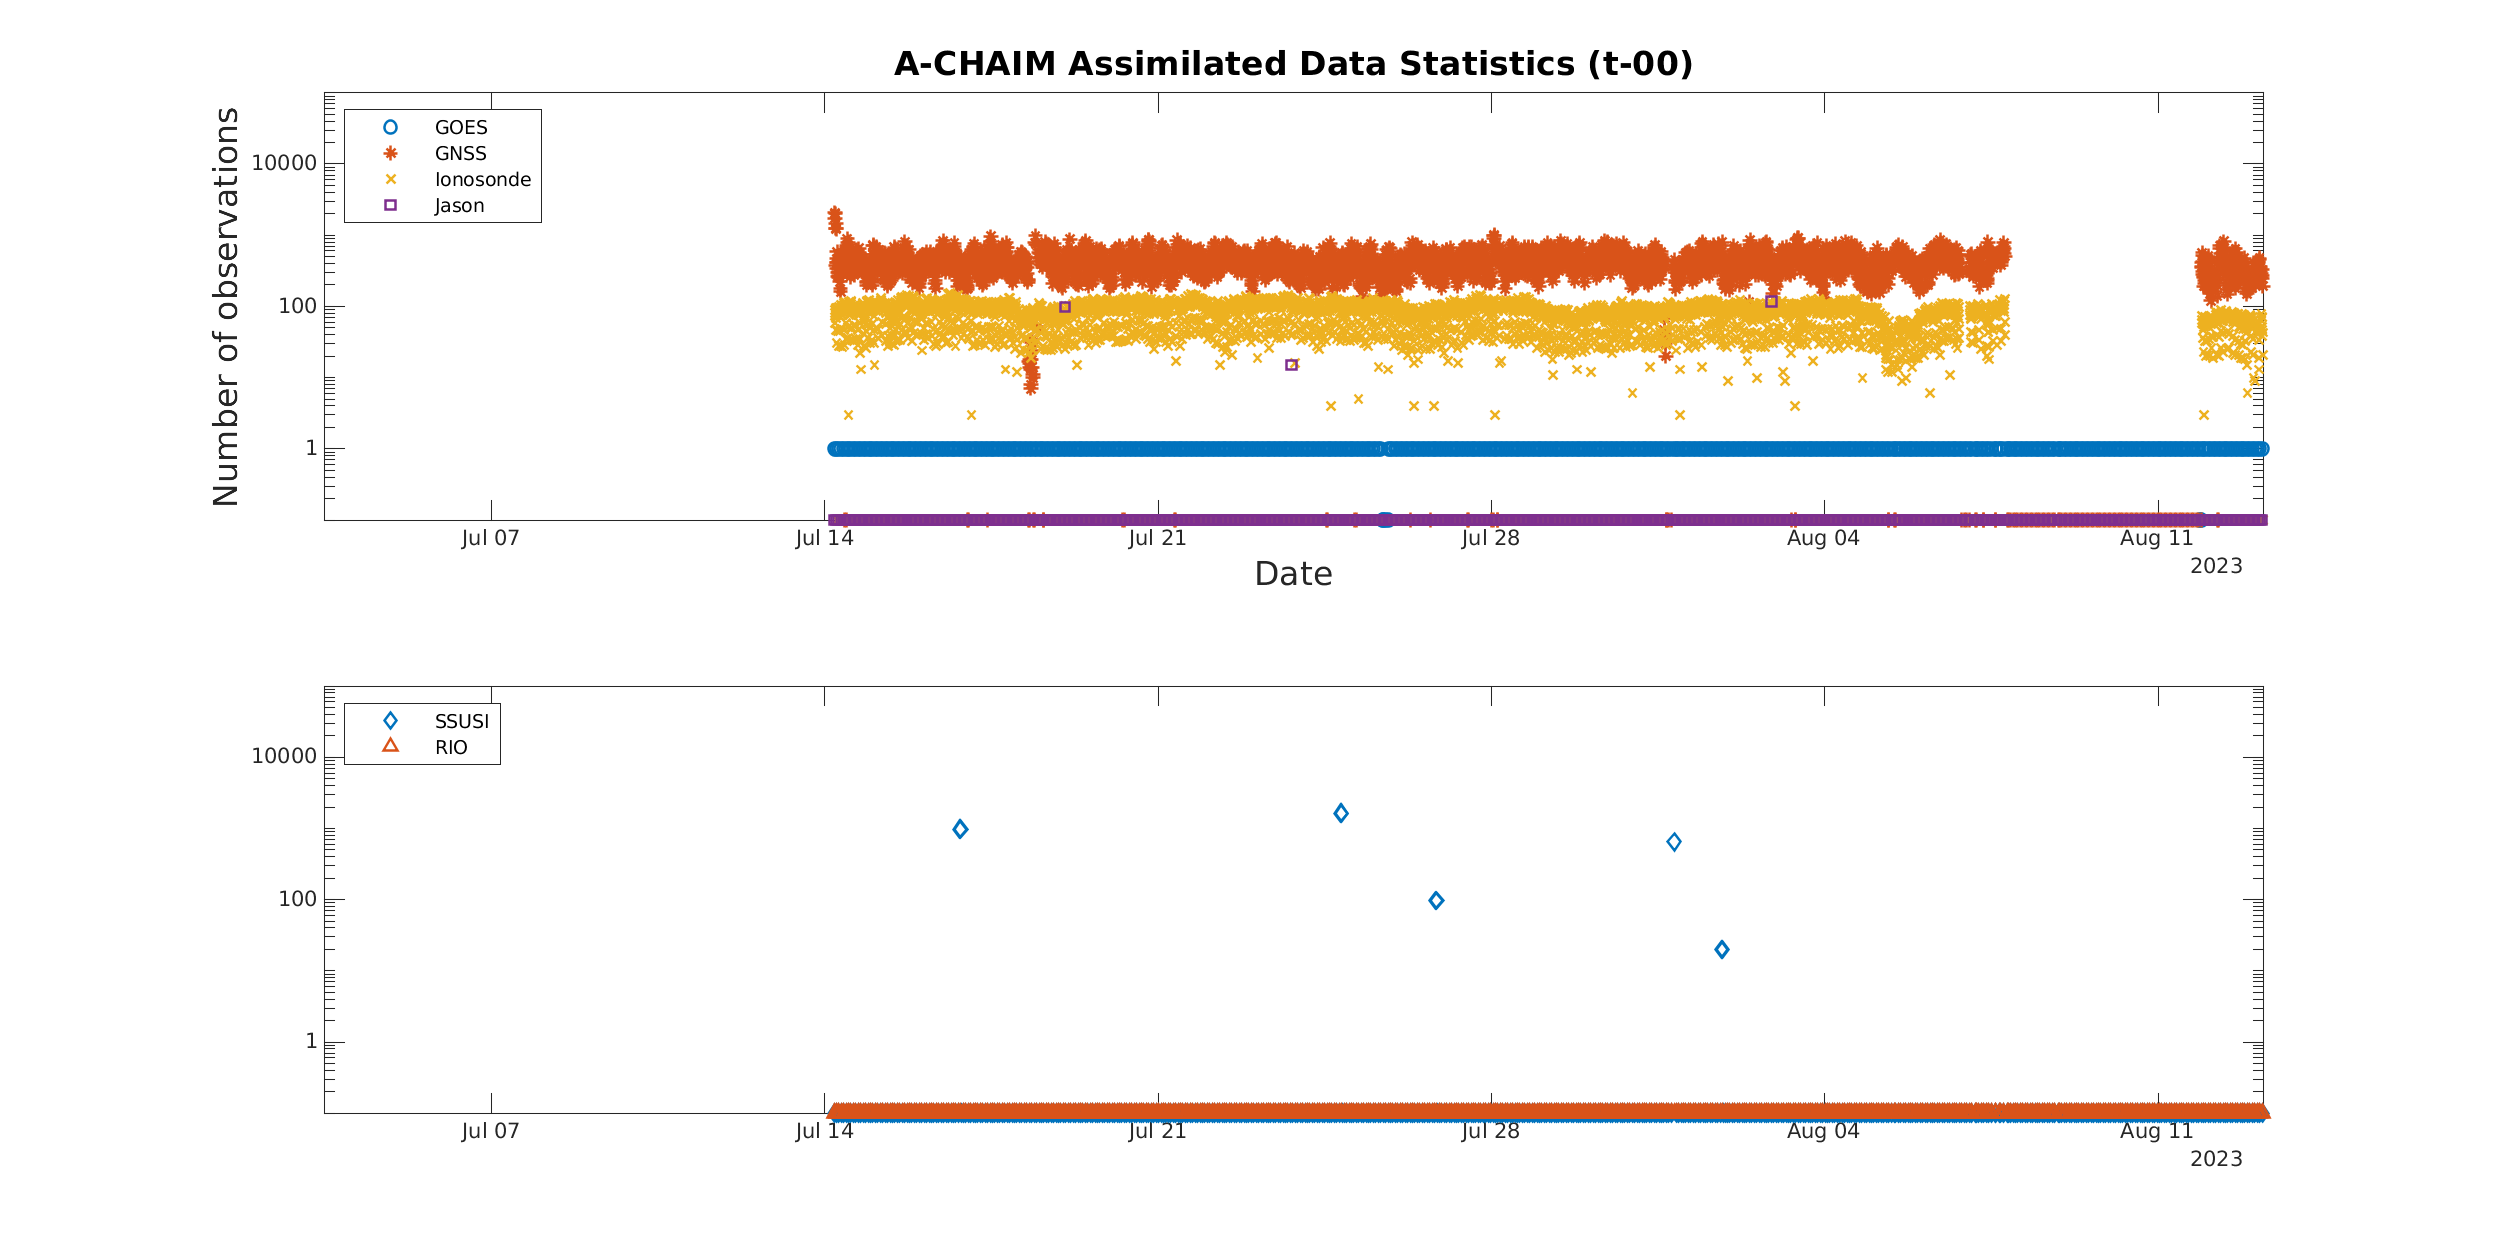 A-CHAIM Assimilated Data Statistics (t-00)
Number of observations
GOES
GNSS
Ionosonde
Jason
10000
100
1
Jul 07
Jul 14
Jul 21
Jul 28
Aug 04
Aug 11
2023
Date
SSUSI
RIO
10000
100
1
Jul 07
Jul 14
Jul 21
Jul 28
Aug 04
Aug 11
2023